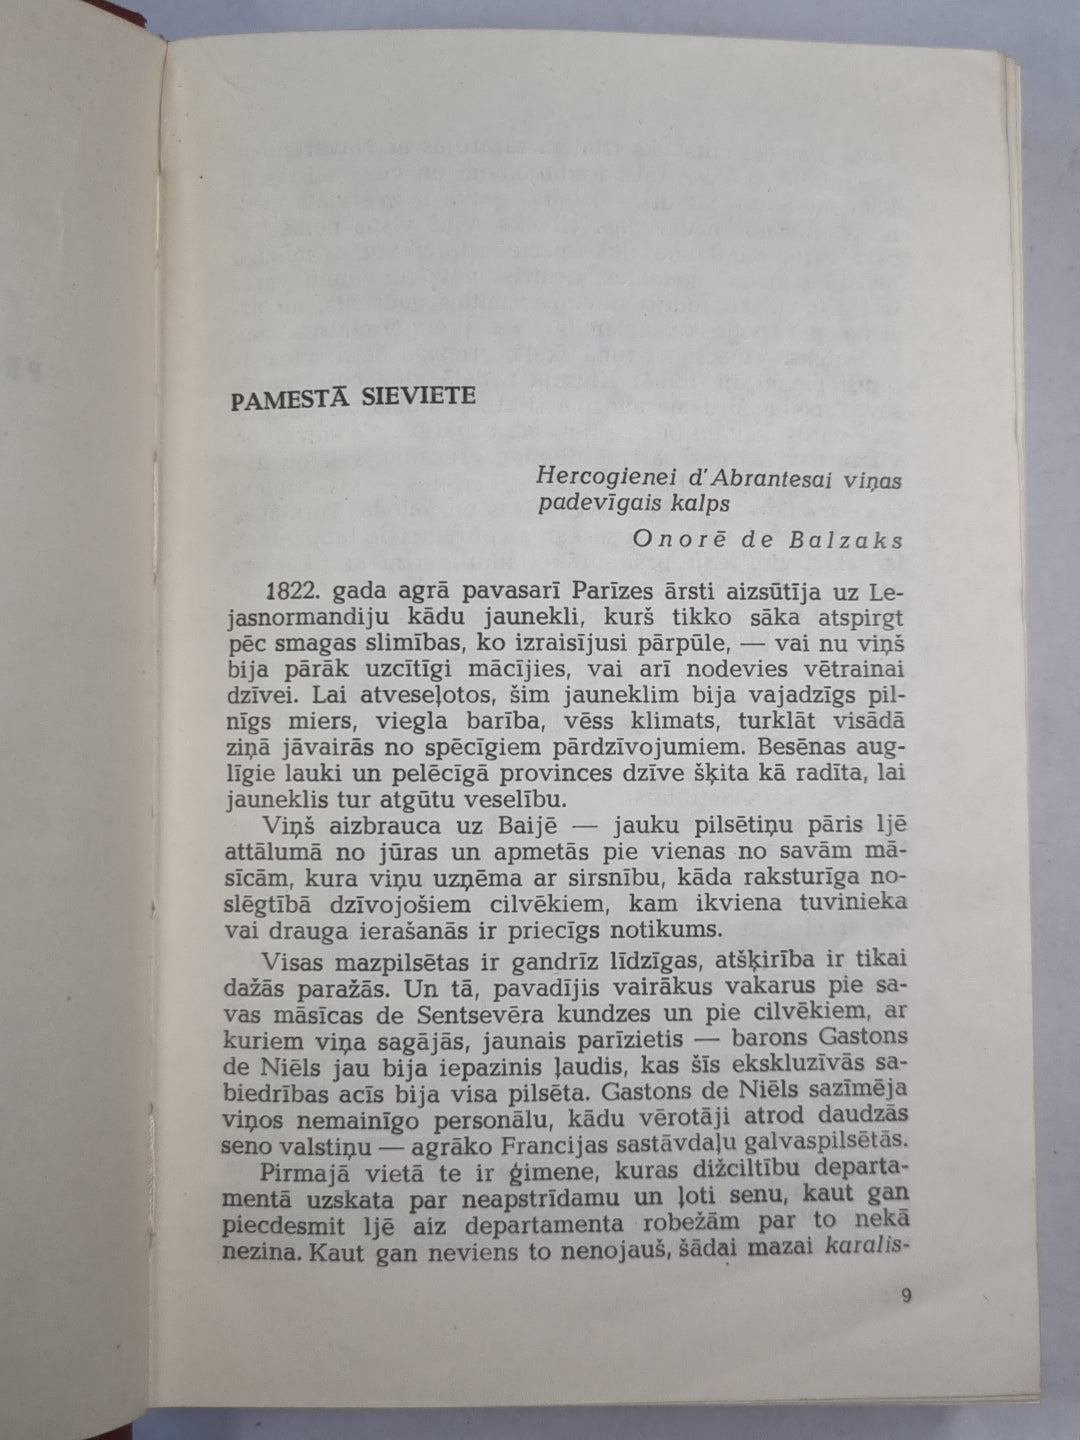 PAMESTĀ SIEVIETE
Hercogienei d'Abrantesai viņas
padevīgais kalps
Onorē de Balzaks
1822. gada agrā pavasarī Parīzes ārsti aizsūtīja uz Le-
jasnormandiju kādu jaunekli, kurš tikko sāka atspirgt
pēc smagas slimības, ko izraisījusi pārpūle, — vai nu viņš
bija pārāk uzcītīgi mācījies, vai arī nodevies vētrainai
dzīvei. Lai atveseļotos, šim jauneklim bija vajadzīgs pil-
nīgs miers, viegla barība, vēss klimats, turklāt visādā
ziņā jāvairās no spēcīgiem pārdzīvojumiem. Besēnas aug-
līgie lauki un pelēcīgā provinces dzīve šķita kā radīta, lai
jauneklis tur atgūtu veselību.
Viņš aizbrauca uz Baijē — jauku pilsētiņu pāris ljē
attālumā no jūras un apmetās pie vienas no savām mā-
sīcām, kura viņu uzņēma ar sirsnību, kāda raksturīga no-
slēgtībā dzīvojošiem cilvēkiem, kam ikviena tuvinieka
vai drauga ierašanās ir priecīgs notikums.
Visas mazpilsētas ir gandrīz līdzīgas, atšķirība ir tikai
dažās paražās. Un tā, pavadījis vairākus vakarus pie sa-
vas māsīcas de Sentsevēra kundzes un pie cilvēkiem, ar
kuriem viņa sagājās, jaunais parīzietis — barons Gastons
de Niēls jau bija iepazinis ļaudis, kas šīs ekskluzīvās sa-
biedrības acīs bija visa pilsēta. Gastons de Niēls sazīmēja
viņos nemainīgo personālu, kādu vērotāji atrod daudzās
seno valstiņu — agrāko Francijas sastāvdaļu galvaspilsētās.
Pirmajā vietā te ir ģimene, kuras dižciltību departa-
mentā uzskata par neapstrīdamu un ļoti senu, kaut gan
piecdesmit ljē aiz departamenta robežām par to nekā
nezina. Kaut gan neviens to nenojauš, šādai mazai karalis-
9